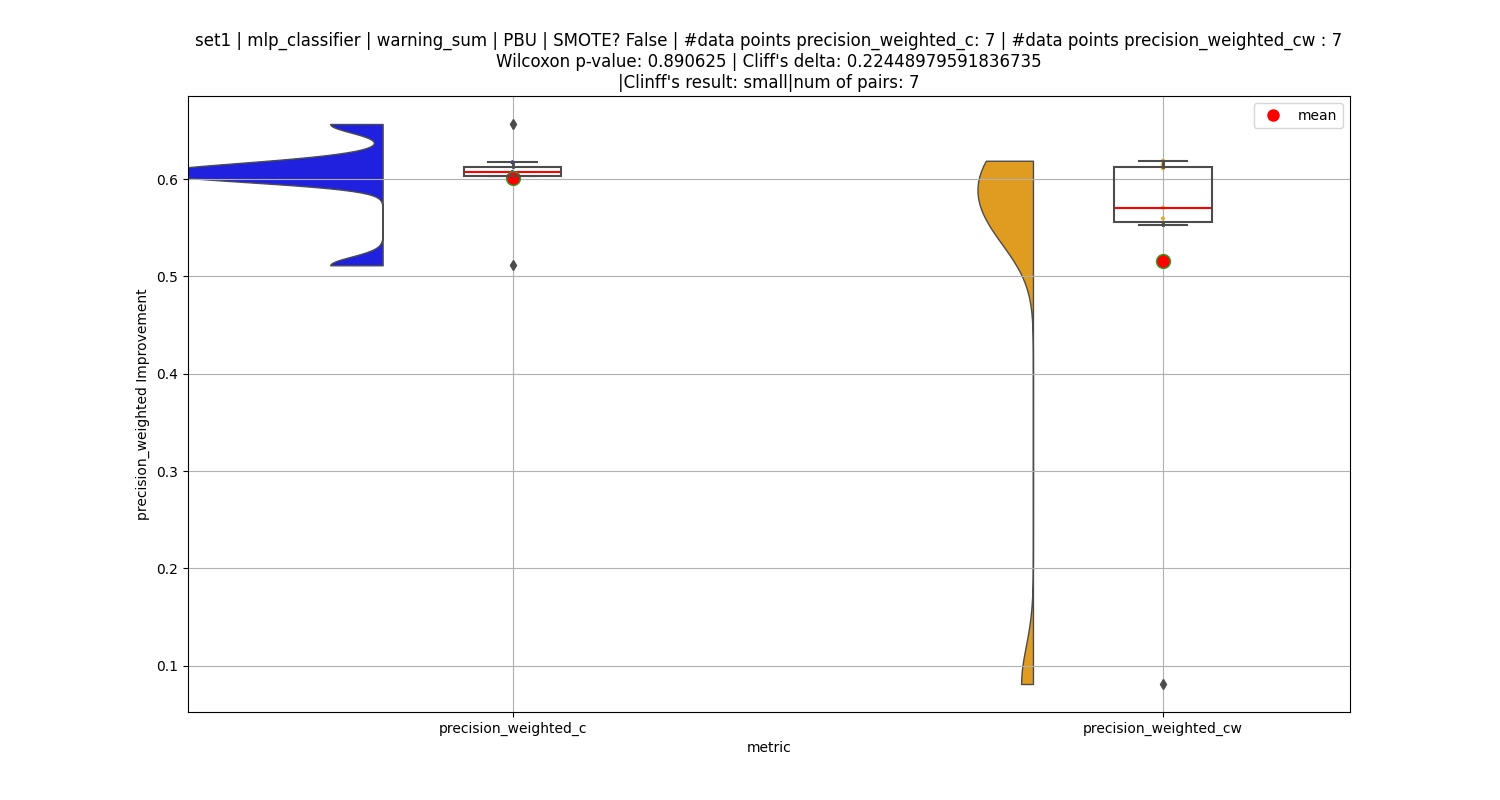 set1 | mlp_classifier | warning_sum | PBU | SMOTE? False | #data points precision_weighted_c: 7 | #data points precision_weighted_cw : 7
Wilcoxon p-value: 0.890625 | Cliff's delta: 0.22448979591836735
|Clinff's result: small|num of pairs: 7
mean
precision_weighted Improvement
0.6
0.5
0.4
0.3
0.2
0.1
precision_weighted_c
precision_weighted_cw
metric